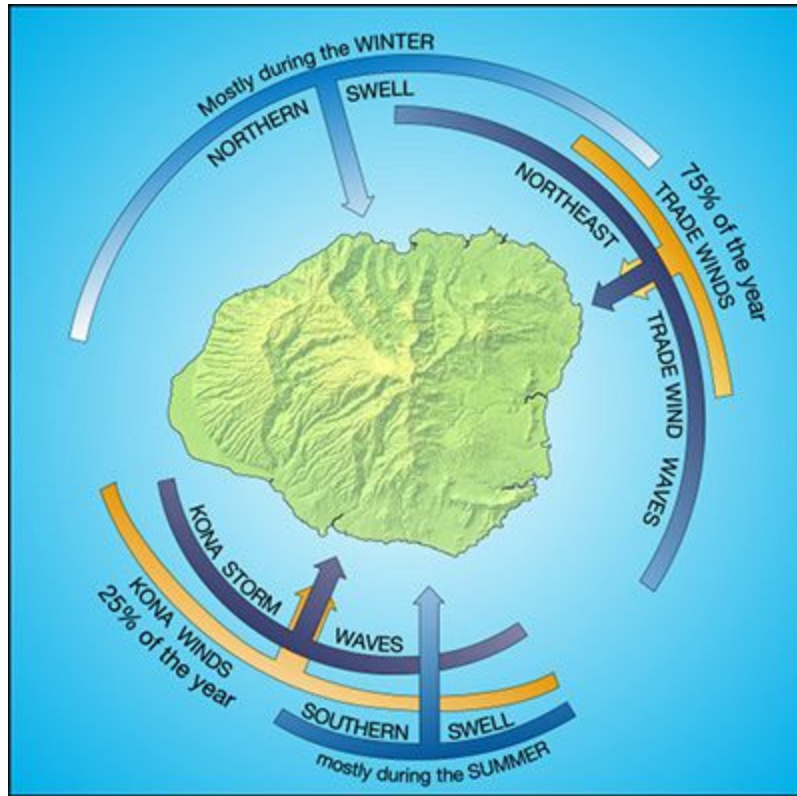 Mostly during the WINTER
NORTHERN SWELL
75% of the year
TRADE WINDS
NORTHEAST TRADE WIND WAVES
KONA STORM WAVES
KONA WINDS
25% of the year
SOUTHERN SWELL
mostly during the SUMMER